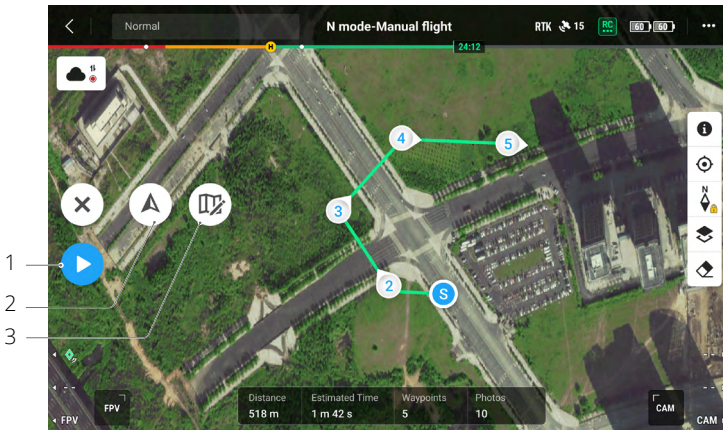 Normal
N mode-Manual flight
RTK 15 RC 60 60
H 24:12
N
4
5
3
2
S
1
2
3
Distance Estimated Time Waypoints Photos
518 m 1 m 42 s 5 10
FPV
FPV
CAM
CAM